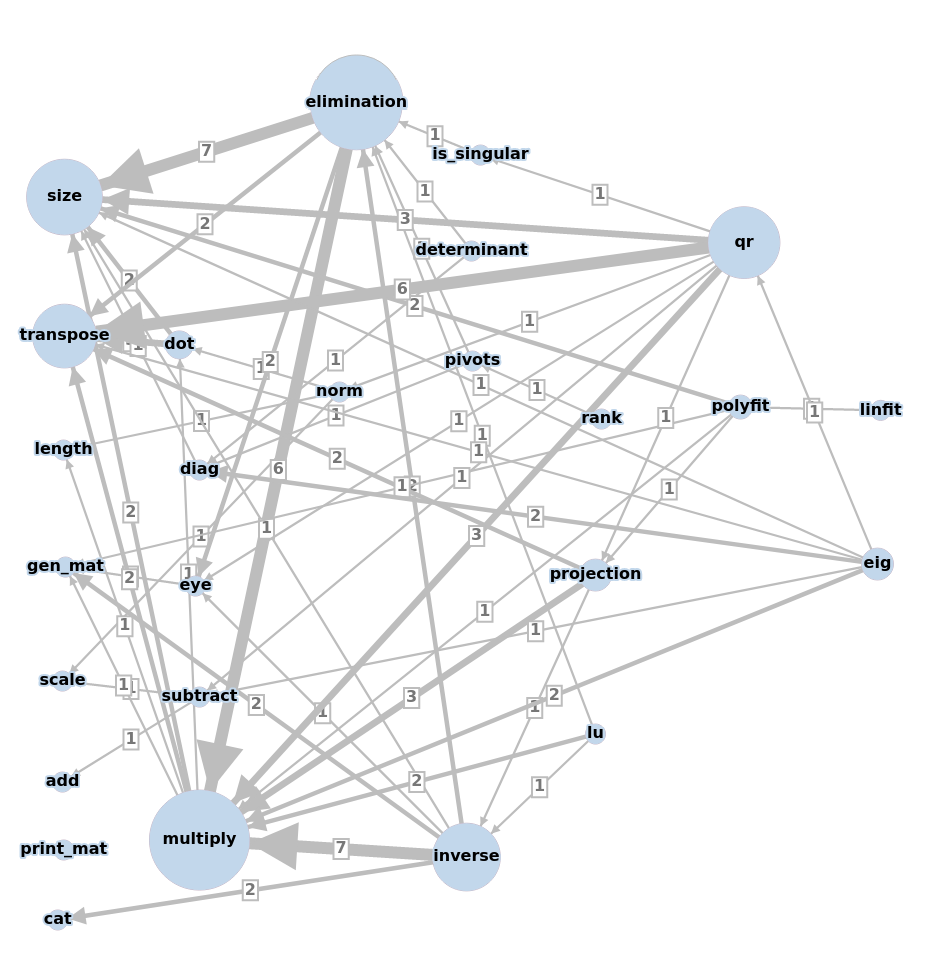 elimination
1
is_singular
7
1
size
2
3
qr
2
determinant
2
6
2
1
transpose
1
dot
1
2
1
pivots
norm
1
1
rank
polyfit
1
linfit
1
1
1
1
1
length
1
1
2
diag
6
1
12
1
2
2
1
1
3
gen_mat
2
1
eye
projection
eig
1
1
1
scale
1
subtract
2
1
3
1
2
1
lu
add
2
1
multiply
print_mat
7
inverse
2
cat